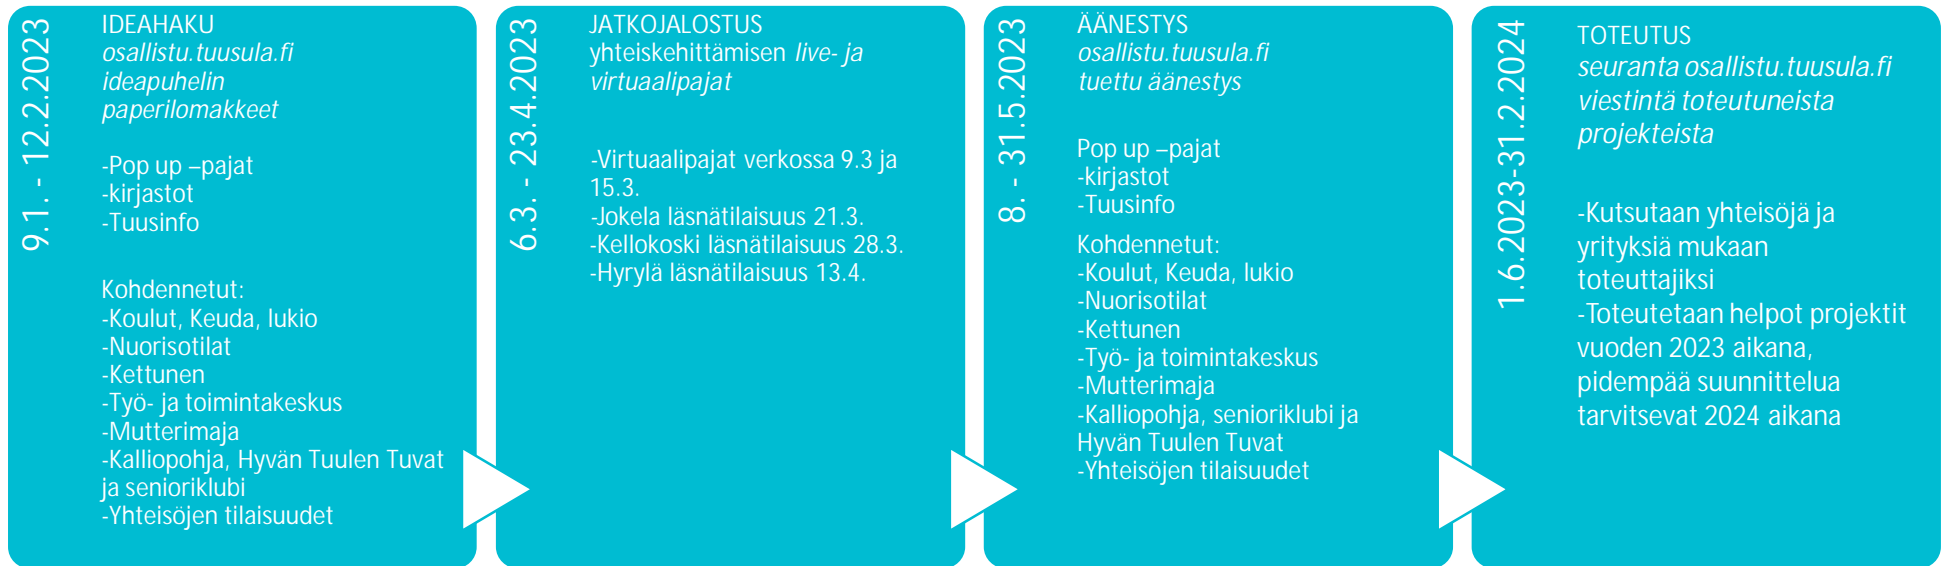 9.1. - 12.2.2023
IDEAHAKU
osallistu.tuusula.fi
ideapuhelin
paperilomakkeet
-Pop up –pajat
-kirjastot
-Tuusinfo
Kohdennetut:
-Koulut, Keuda, lukio
-Nuorisotilat
-Kettunen
-Työ- ja toimintakeskus
-Mutterimaja
-Kalliopohja, Hyvän Tuulen Tuvat
ja senioriklubi
-Yhteisöjen tilaisuudet
6.3. - 23.4.2023
JATKOJALOSTUS
yhteiskehittämisen live- ja
virtuaalipajat
-Virtuaalipajat verkossa 9.3 ja
15.3.
-Jokela läsnätilaisuus 21.3.
-Kellokoski läsnätilaisuus 28.3.
-Hyrylä läsnätilaisuus 13.4.
8. - 31.5.2023
ÄÄNESTYS
osallistu.tuusula.fi
tuettu äänestys
Pop up –pajat
-kirjastot
-Tuusinfo
Kohdennetut:
-Koulut, Keuda, lukio
-Nuorisotilat
-Kettunen
-Työ- ja toimintakeskus
-Mutterimaja
-Kalliopohja, senioriklubi ja
Hyvän Tuulen Tuvat
-Yhteisöjen tilaisuudet
1.6.2023-31.2.2024
TOTEUTUS
seuranta osallistu.tuusula.fi
viestintä toteutuneista
projekteista
-Kutsutaan yhteisöjä ja
yrityksiä mukaan
toteuttajiksi
-Toteutetaan helpot projektit
vuoden 2023 aikana,
pidempää suunnittelua
tarvitsevat 2024 aikana